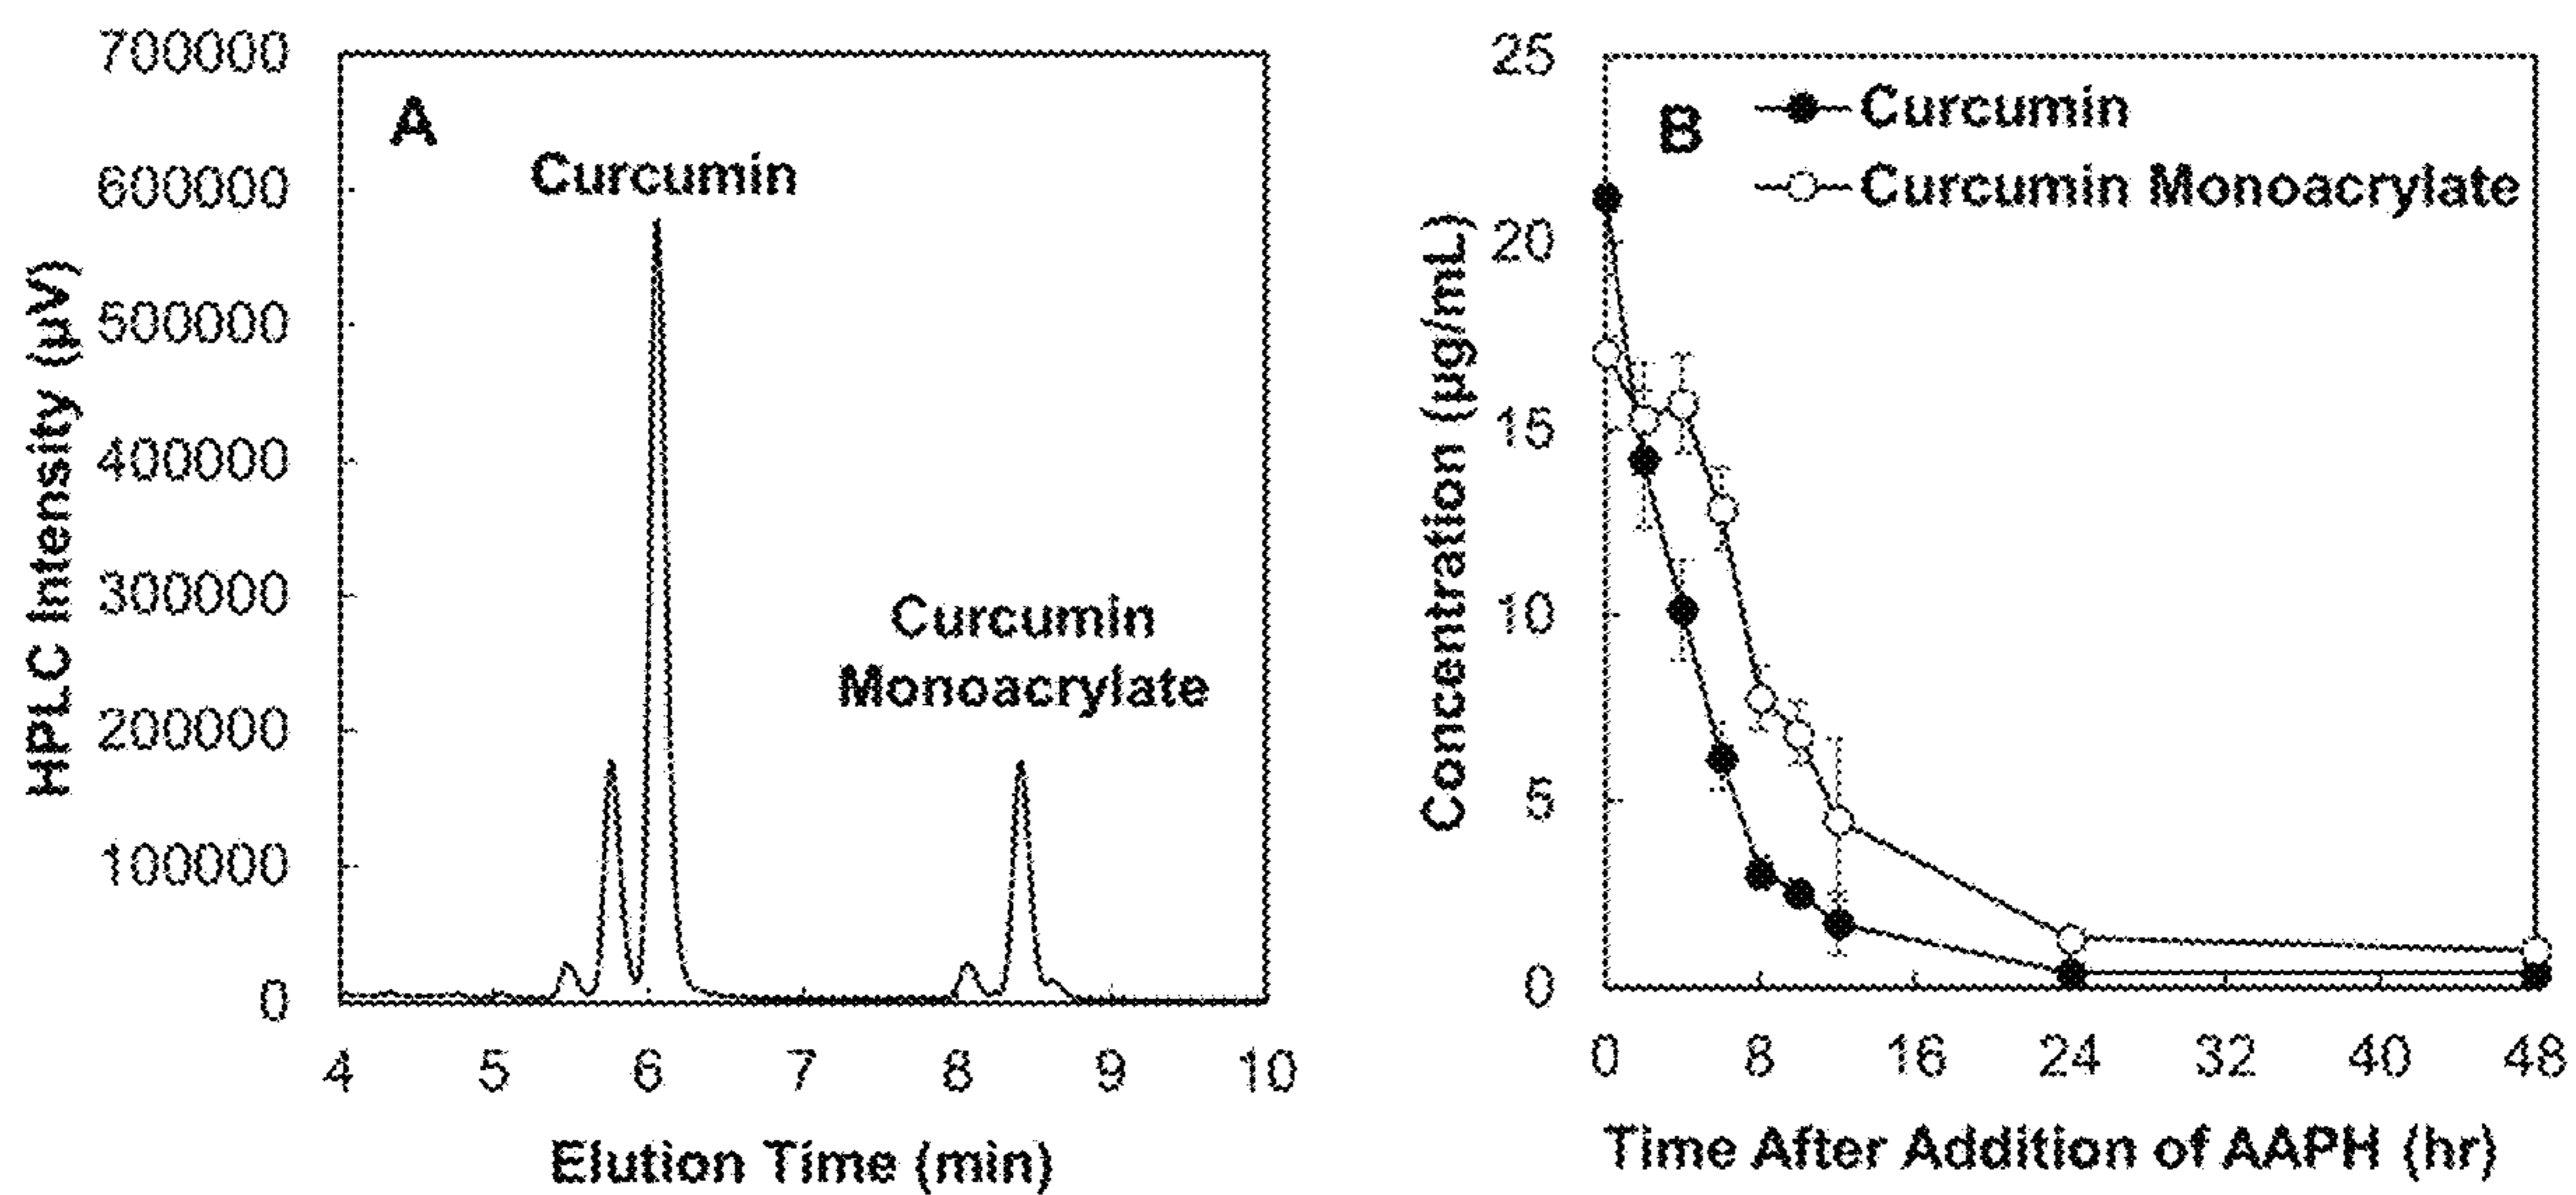 700000
600000
500000
400000
300000
200000
100000
0
HPLC Intensity (µV)
A
Curcumin
Curcumin
Monoacrylate
4 5 6 7 8 9 10
Elution Time (min)
25
20
15
10
5
0
Concentration (µg/mL)
B
Curcumin
Curcumin Monoacrylate
0 8 16 24 32 40 48
Time After Addition of AAPH (hr)